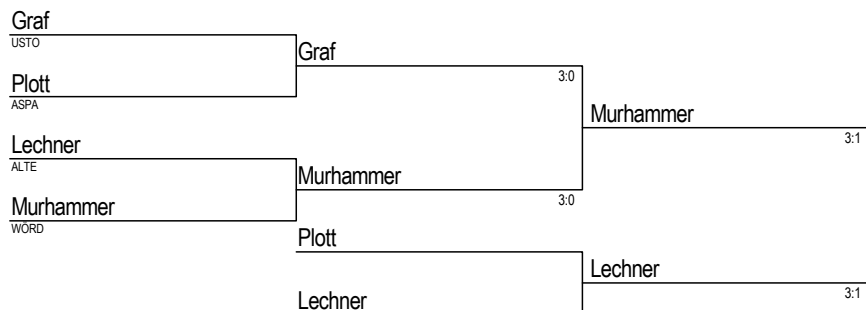 Graf
USTO
Graf
3:0
Plott
ASPA
Murhammer
3:1
Lechner
ALTE
Murhammer
3:0
Murhammer
WÖRD
Plott
Lechner
3:1
Lechner